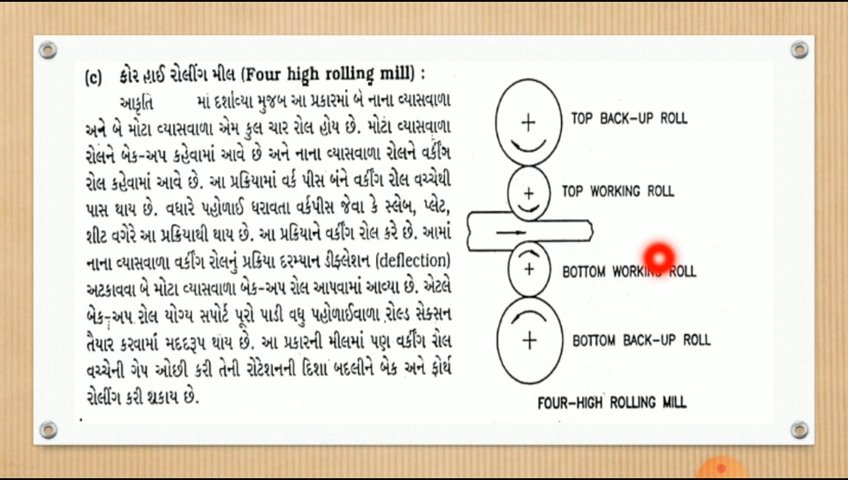 (c) ફોર હાઈ રોલીંગ મીલ (Four high rolling mill) :
આકૃતિ માં દર્શાવ્યા મુજબ આ પ્રકારમાં બે નાના વ્યાસવાળા
અને બે મોટા વ્યાસવાળા એમ કુલ ચાર રોલ હોય છે. મોટા વ્યાસવાળા
રોલને બેક-અપ કહેવામાં આવે છે અને નાના વ્યાસવાળા રોલને વર્કીંગ
રોલ કહેવામાં આવે છે. આ પ્રક્રિયામાં વર્ક પીસ બંને વર્કીંગ રોલ વચ્ચેથી
પાસ થાય છે. વધારે પહોળાઈ ધરાવતા વર્કપીસ જેવા કે સ્લેબ, પ્લેટ,
શીટ વગેરે આ પ્રક્રિયાથી થાય છે. આ પ્રક્રિયાને વર્કીંગ રોલ કરે છે. આમાં
નાના વ્યાસવાળા વર્કીંગ રોલનું પ્રક્રિયા દરમ્યાન ડીફ્લેશન (deflection)
અટકાવવા બે મોટા વ્યાસવાળા બેક-અપ રોલ આપવામાં આવ્યા છે. એટલે
બેક-અપ રોલ યોગ્ય સપોર્ટ પૂરો પાડી વધુ પહોળાઈવાળા રોલ્ડ સેક્સન
તૈયાર કરવામાં મદદરૂપ થાય છે. આ પ્રકારની મીલમાં પણ વર્કીંગ રોલ
વચ્ચેની ગેપ ઓછી કરી તેની રોટેશનની દિશા બદલીને બેક અને ફોર્થ
રોલીંગ કરી શકાય છે.
TOP BACK-UP ROLL
TOP WORKING ROLL
BOTTOM WORKING ROLL
BOTTOM BACK-UP ROLL
FOUR-HIGH ROLLING MILL